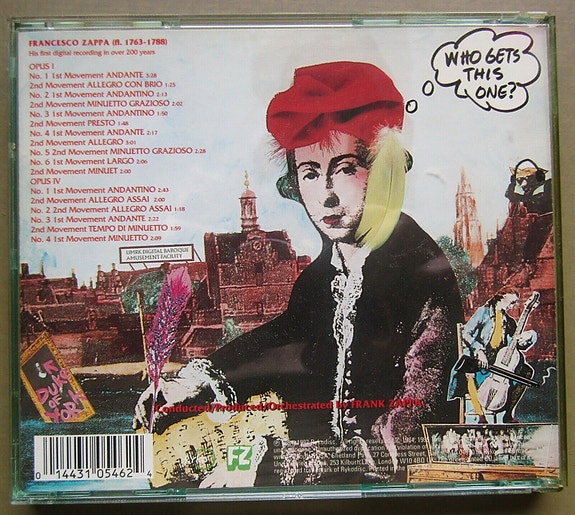 FRANCESCO ZAPPA (fl. 1763-1788)
His first digital recording in over 200 years
OPUS I
No. 1 1st Movement ANDANTE 3:28
2nd Movement ALLEGRO CON BRIO 1:25
No. 2 1st Movement ANDANTINO 2:13
2nd Movement MINUETTO GRAZIOSO 2:02
No. 3 1st Movement ANDANTINO 1:50
2nd Movement PRESTO 1:48
No. 4 1st Movement ANDANTE 2:17
2nd Movement ALLEGRO 3:01
No. 5 2nd Movement MINUETTO GRAZIOSO 2:28
No. 6 1st Movement LARGO 2:06
2nd Movement MINUET 2:00
OPUS IV
No. 1 1st Movement ANDANTINO 2:43
2nd Movement ALLEGRO ASSAI 2:00
No. 2 2nd Movement ALLEGRO ASSAI 1:18
No. 3 1st Movement ANDANTE 2:22
2nd Movement TEMPO DI MINUETTO 1:59
No. 4 1st Movement MINUETTO 2:09
WHO GETS
THIS
ONE?
UMRK DIGITAL BAROQUE
AMUSEMENT FACILITY
DUKE
OF
YORK
Conducted/Produced/Orchestrated by FRANK ZAPPA
FZ
0 14431 05462 4